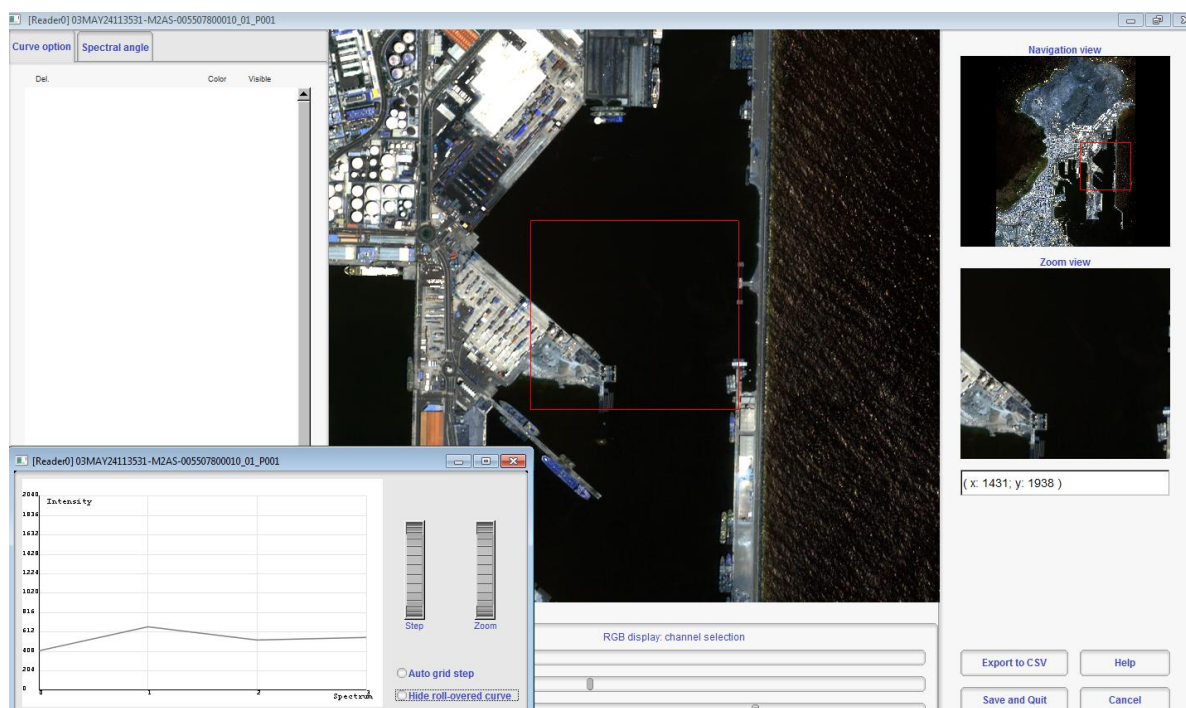 [Reader0] 03MAY24113531-M2AS-005507800010_01_P001
Curve option Spectral angle
Del. Color Visible
Navigation view
Zoom view
( x: 1431; y: 1938 )
[Reader0] 03MAY24113531-M2AS-005507800010_01_P001
Intensity
2040
1836
1632
1428
1224
1020
816
612
408
204
0
0 1 2 3
Spectrum
Step Zoom
Auto grid step
Hide roll-overed curve
RGB display: channel selection
Export to CSV Help
Save and Quit Cancel